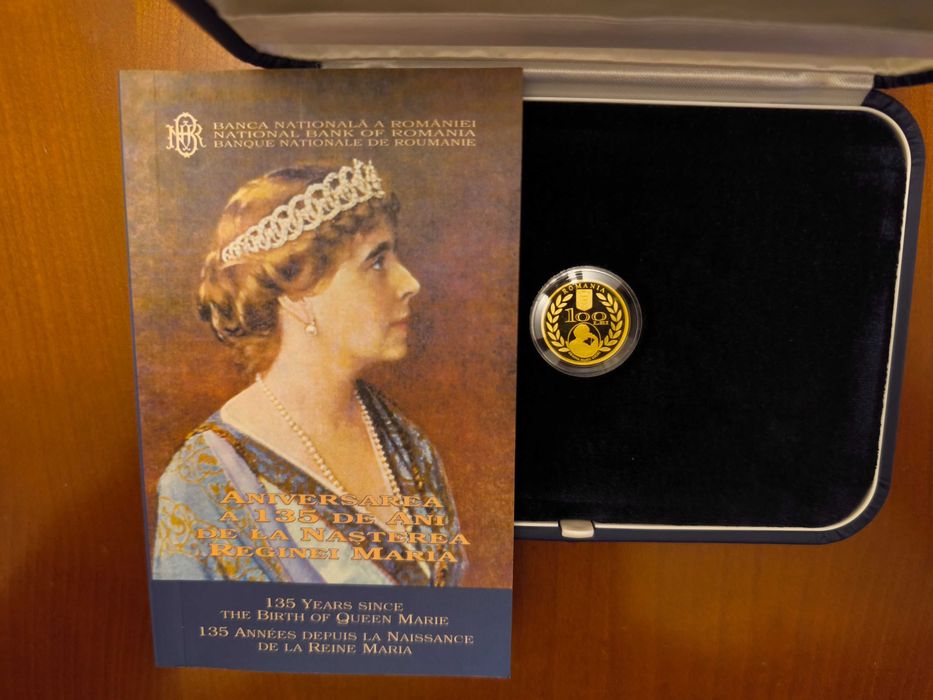 BANCA NAȚIONALĂ A ROMÂNIEI
NATIONAL BANK OF ROMANIA
BANQUE NATIONALE DE ROUMANIE
ANIVERSAREA
A 135 DE ANI
DE LA NAȘTEREA
REGINEI MARIA
135 YEARS SINCE
THE BIRTH OF QUEEN MARIE
135 ANNÉES DEPUIS LA NAISSANCE
DE LA REINE MARIA
ROMANIA
100
LEI